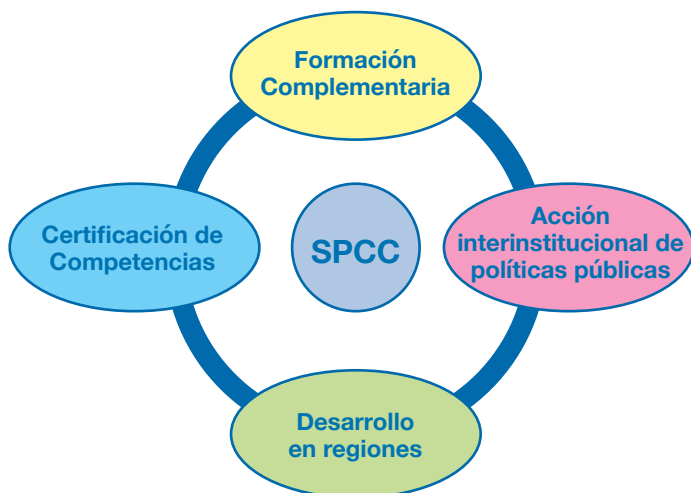 Formación
Complementaria
Certificación de
Competencias
SPCC
Acción
interinstitucional de
políticas públicas
Desarrollo
en regiones